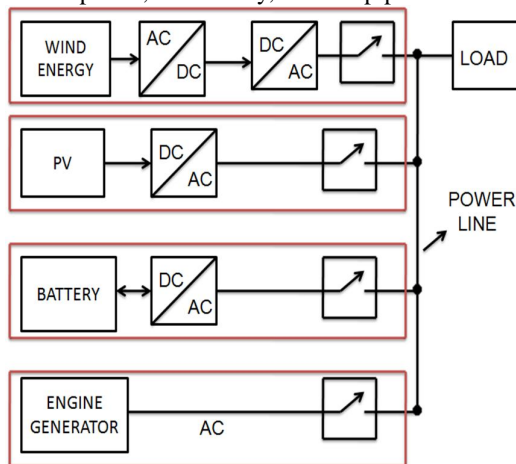 WIND
ENERGY
AC
DC
DC
AC
LOAD
PV
DC
AC
POWER
LINE
BATTERY
DC
AC
ENGINE
GENERATOR
AC